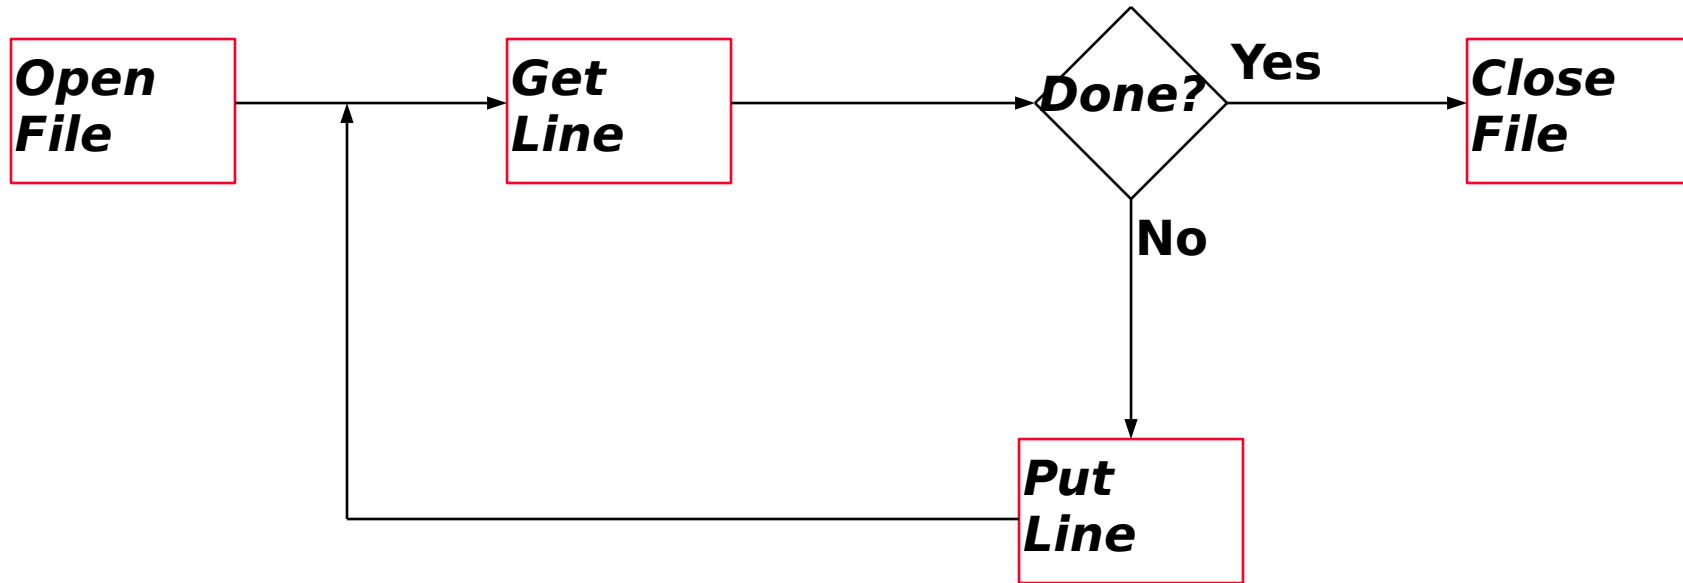 Open
File
Get
Line
Done?
Yes
Close
File
No
Put
Line